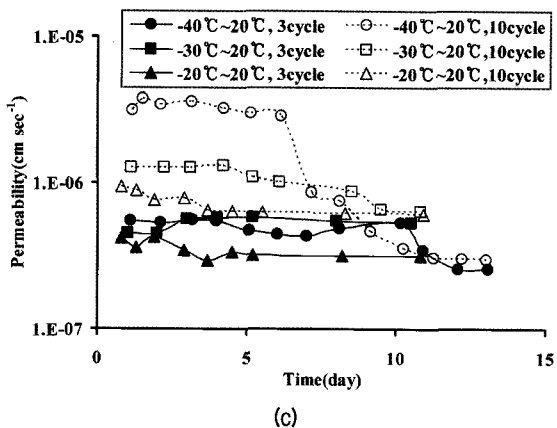 1.E-05
-40℃~20℃, 3cycle
-40℃~20℃,10cycle
-30℃~20℃, 3cycle
-30℃~20℃,10cycle
-20℃~20℃, 3cycle
-20℃~20℃,10cycle
Permeability(cm sec⁻¹)
1.E-06
1.E-07
0
5
10
15
Time(day)
(c)